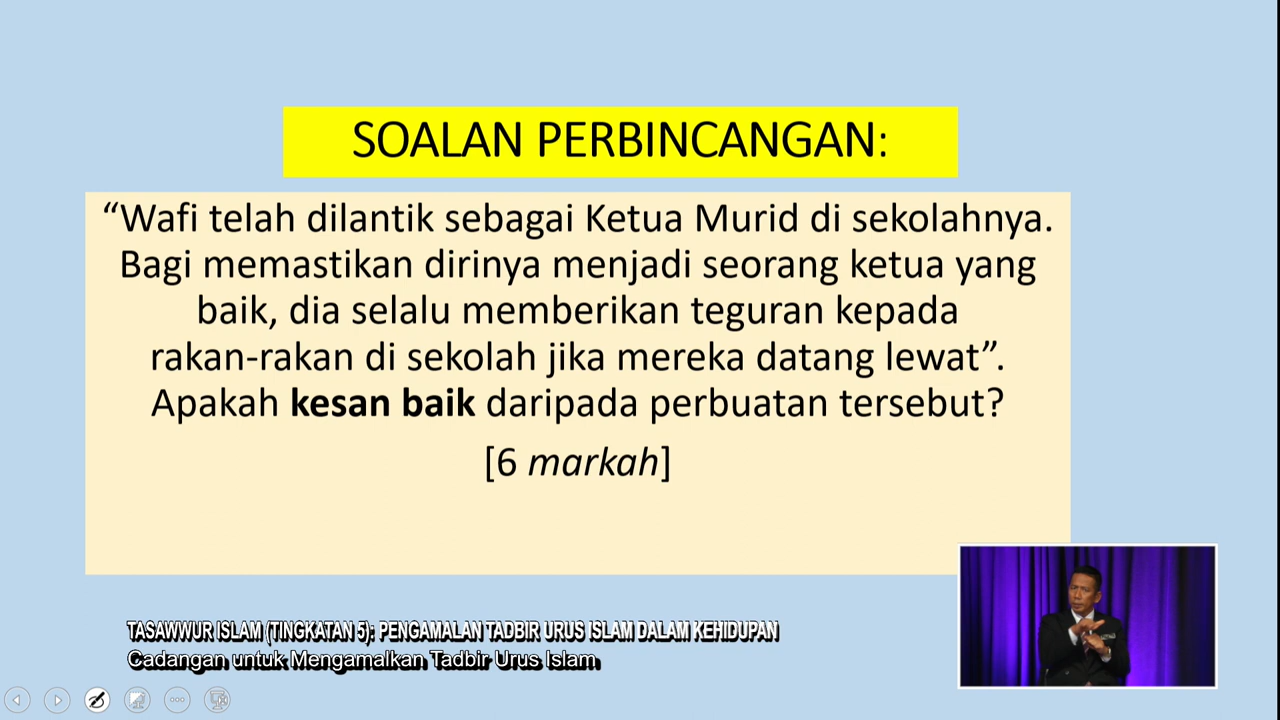 SOALAN PERBINCANGAN:
“Wafi telah dilantik sebagai Ketua Murid di sekolahnya.
Bagi memastikan dirinya menjadi seorang ketua yang
baik, dia selalu memberikan teguran kepada
rakan-rakan di sekolah jika mereka datang lewat”.
Apakah kesan baik daripada perbuatan tersebut?
[6 markah]
TASAWWUR ISLAM (TINGKATAN 5): PENGAMALAN TADBIR URUS ISLAM DALAM KEHIDUPAN
Cadangan untuk Mengamalkan Tadbir Urus Islam